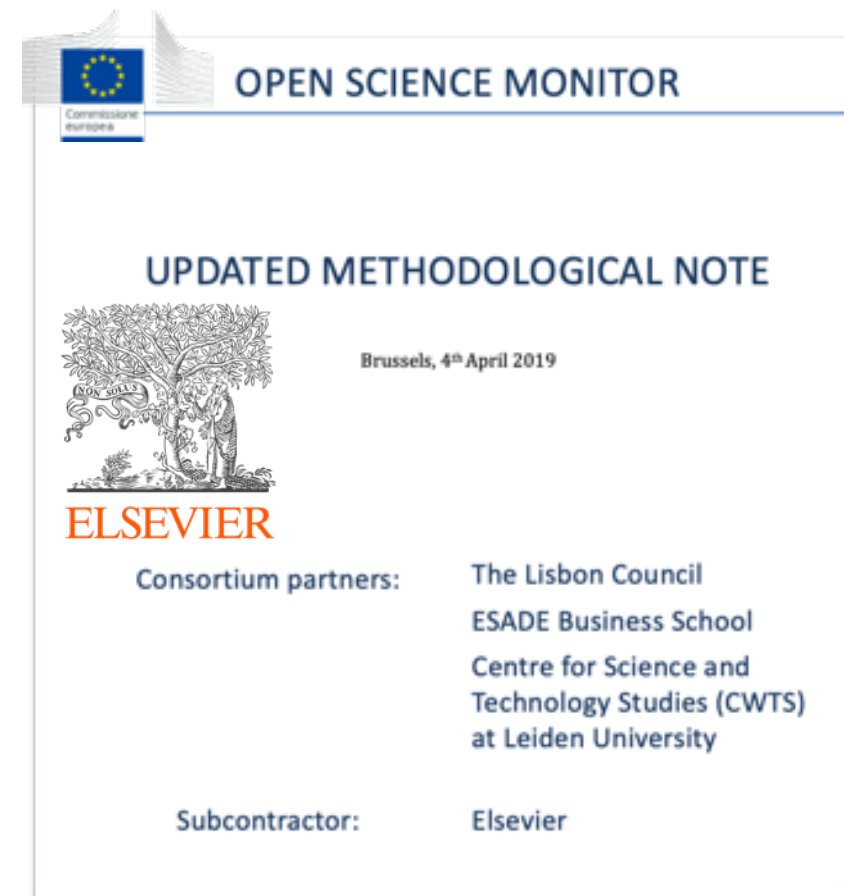 Commissione
europea
OPEN SCIENCE MONITOR
UPDATED METHODOLOGICAL NOTE
Brussels, 4th April 2019
NON SOLUS
ELSEVIER
Consortium partners:
The Lisbon Council
ESADE Business School
Centre for Science and
Technology Studies (CWTS)
at Leiden University
Subcontractor:
Elsevier